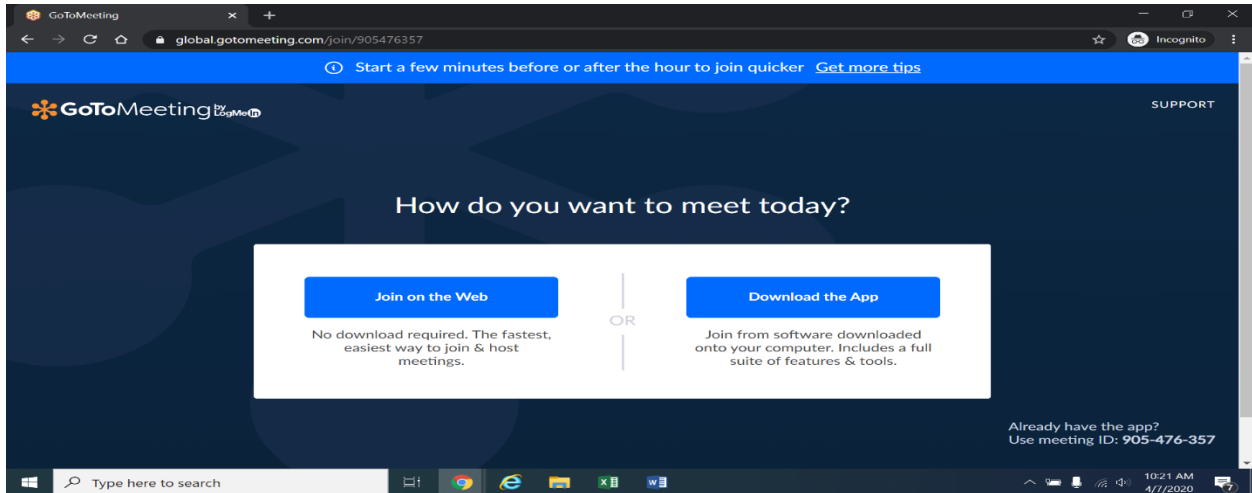 GoToMeeting
global.gotomeeting.com/join/905476357
Incognito
Start a few minutes before or after the hour to join quicker Get more tips
GoToMeeting by LogMeIn
SUPPORT
How do you want to meet today?
Join on the Web
No download required. The fastest,
easiest way to join & host
meetings.
OR
Download the App
Join from software downloaded
onto your computer. Includes a full
suite of features & tools.
Already have the app?
Use meeting ID: 905-476-357
Type here to search
10:21 AM
4/7/2020
7